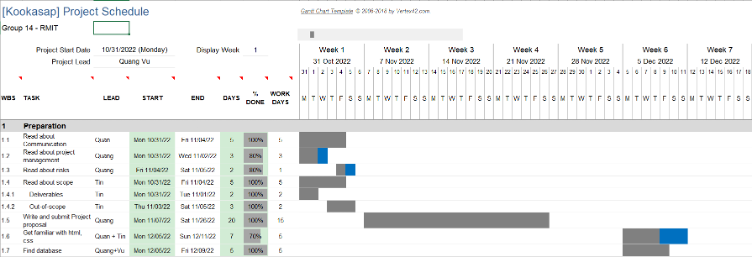 [Kookasap] Project Schedule
Gantt Chart Template © 2006-2018 by Vertex42.com
Group 14 - RMIT
Project Start Date 10/31/2022 (Monday) Display Week 1
Week 1 Week 2 Week 3 Week 4 Week 5 Week 6 Week 7
Project Lead Quang Vu
31 Oct 2022 7 Nov 2022 14 Nov 2022 21 Nov 2022 28 Nov 2022 5 Dec 2022 12 Dec 2022
31 1 2 3 4 5 6 7 8 9 10 11 12 13 14 15 16 17 18 19 20 21 22 23 24 25 26 27 28 29 30 1 2 3 4 5 6 7 8 9 10 11 12 13 14 15 16 17 18
WBS TASK LEAD START END DAYS % DONE WORK DAYS
M T W T F S S M T W T F S S M T W T F S S M T W T F S S M T W T F S S M T W T F S S M T W T F S S
1 Preparation
1.1 Read about Communication Quan Mon 10/31/22 Fri 11/04/22 5 100% 5
1.2 Read about project management Quang Mon 10/31/22 Wed 11/02/22 3 80% 3
1.3 Read about risks Quang Fri 11/04/22 Sat 11/05/22 2 80% 1
1.4 Read about scope Tin Mon 10/31/22 Fri 11/04/22 5 100% 5
1.4.1 Deliverables Tin Mon 10/31/22 Tue 11/01/22 2 100% 2
1.4.2 Out-of-scope Tin Thu 11/03/22 Sat 11/05/22 3 100% 2
1.5 Write and submit Project proposal Quang Mon 11/07/22 Sat 11/26/22 20 100% 15
1.6 Get familiar with html, css Quan + Tin Mon 12/05/22 Sun 12/11/22 7 70% 5
1.7 Find database Quang+Vu Mon 12/05/22 Fri 12/09/22 5 100% 5